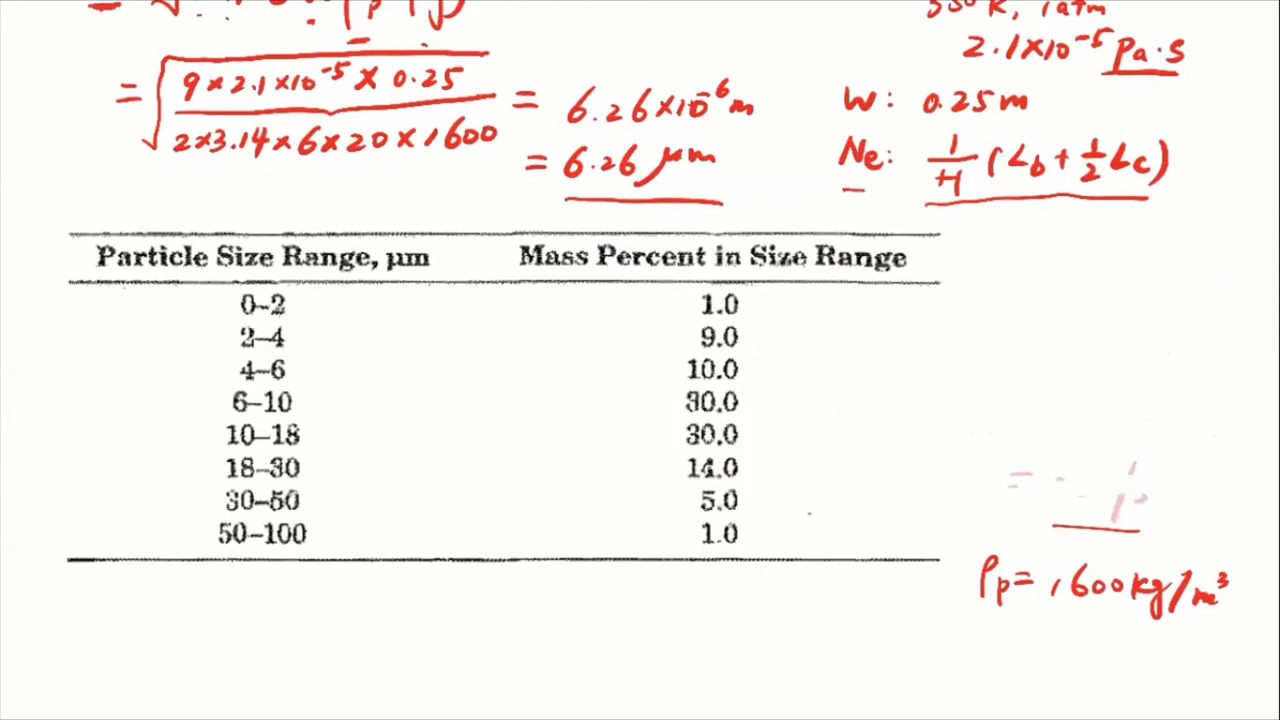 350 K, 1 atm
2.1×10⁻⁵ Pa·s
= √(9×2.1×10⁻⁵×0.25 / 2×3.14×6×20×1600) = 6.26×10⁻⁶ m
= 6.26 μm
W: 0.25m
Ne: 1/H (Lb + 1/2 Lc)
Particle Size Range, μm Mass Percent in Size Range
0–2 1.0
2–4 9.0
4–6 10.0
6–10 30.0
10–18 30.0
18–30 14.0
30–50 5.0
50–100 1.0
ρp = 1600 kg/m³